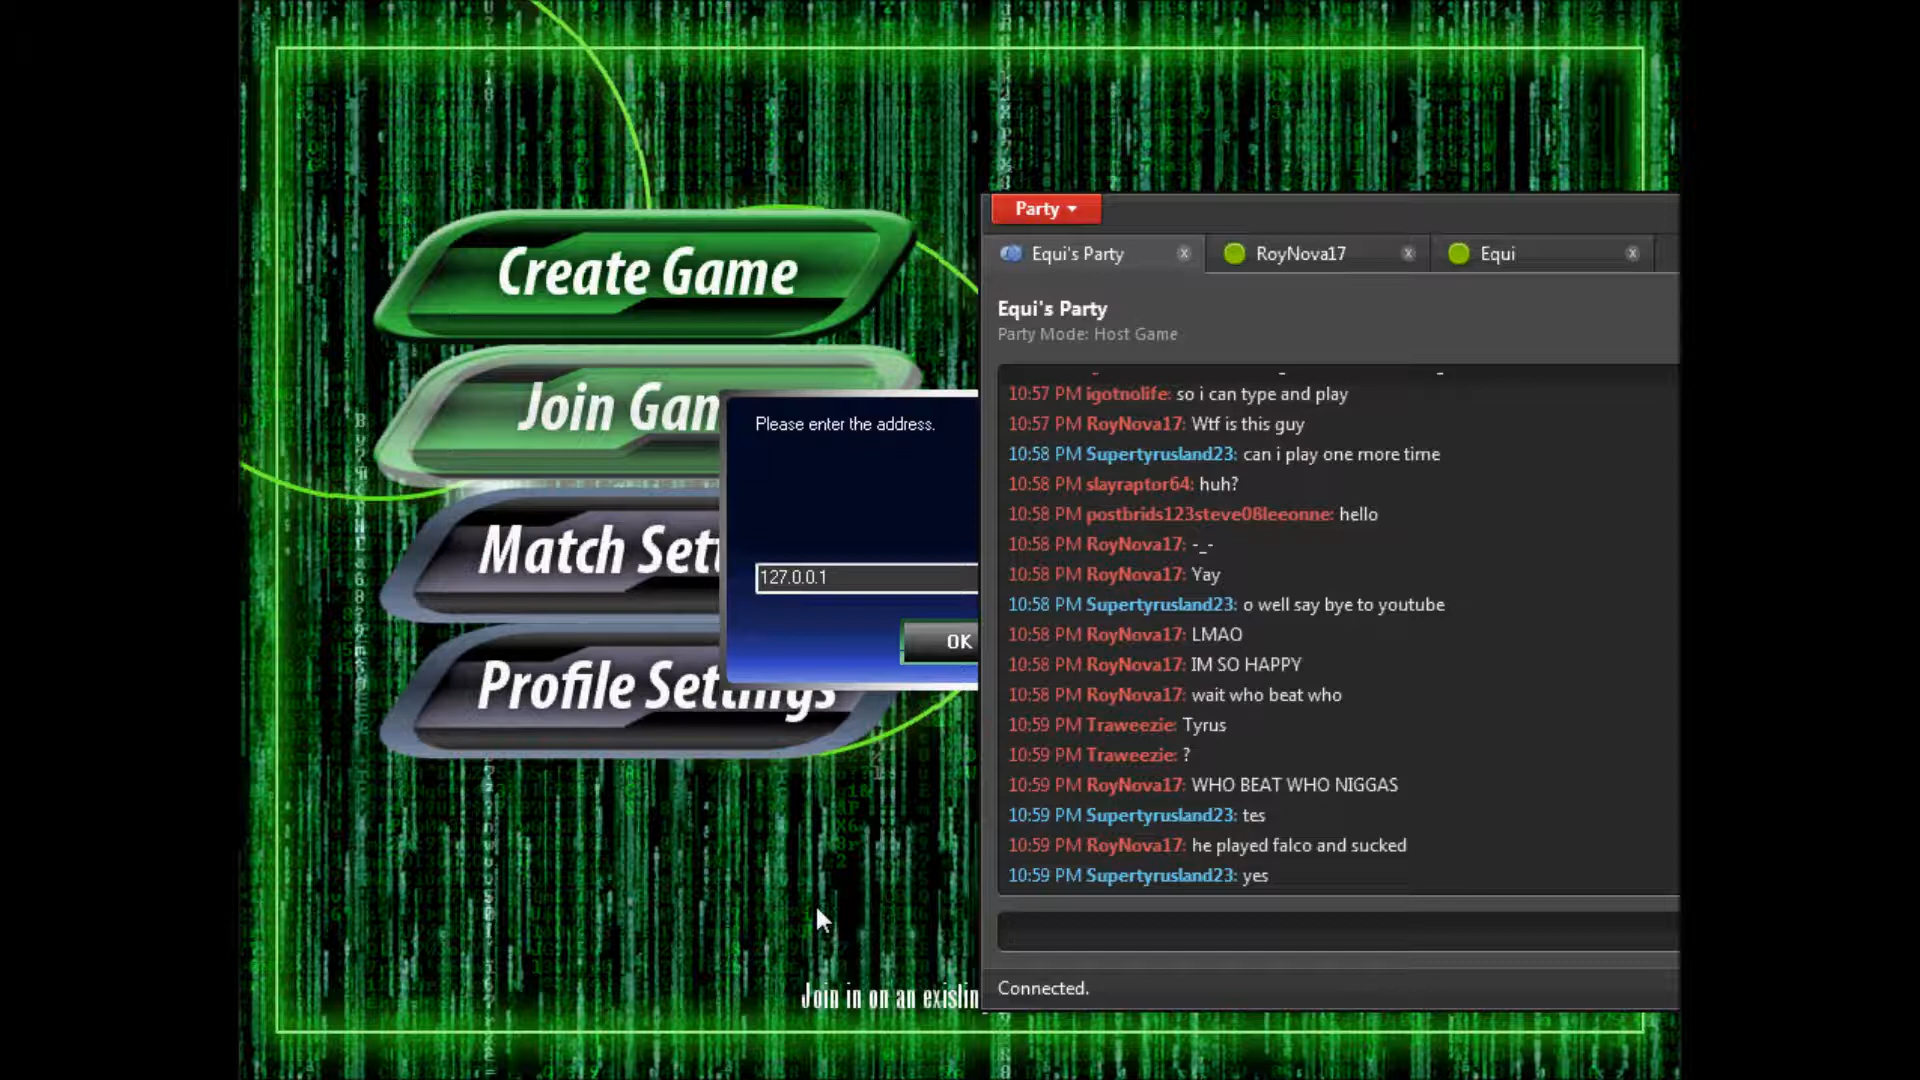 Create Game
Join Gam
Match Set
Profile Settings
Please enter the address.
127.0.0.1
OK
Join in on an existin
Party
Equi's Party
RoyNova17
Equi
Equi's Party
Party Mode: Host Game
10:57 PM igotnolife: so i can type and play
10:57 PM RoyNova17: Wtf is this guy
10:58 PM Supertyrusland23: can i play one more time
10:58 PM slayraptor64: huh?
10:58 PM postbrids123steve08leeonne: hello
10:58 PM RoyNova17: -_-
10:58 PM RoyNova17: Yay
10:58 PM Supertyrusland23: o well say bye to youtube
10:58 PM RoyNova17: LMAO
10:58 PM RoyNova17: IM SO HAPPY
10:58 PM RoyNova17: wait who beat who
10:59 PM Traweezie: Tyrus
10:59 PM Traweezie: ?
10:59 PM RoyNova17: WHO BEAT WHO NIGGAS
10:59 PM Supertyrusland23: tes
10:59 PM RoyNova17: he played falco and sucked
10:59 PM Supertyrusland23: yes
Connected.